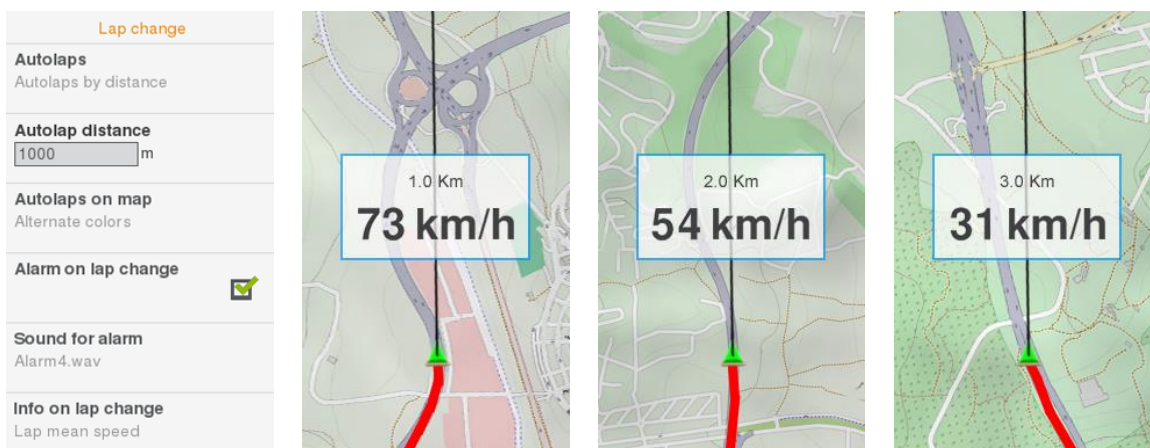 Lap change
Autolaps
Autolaps by distance
Autolap distance
1000 m
Autolaps on map
Alternate colors
Alarm on lap change
Sound for alarm
Alarm4.wav
Info on lap change
Lap mean speed
1.0 Km
73 km/h
2.0 Km
54 km/h
3.0 Km
31 km/h